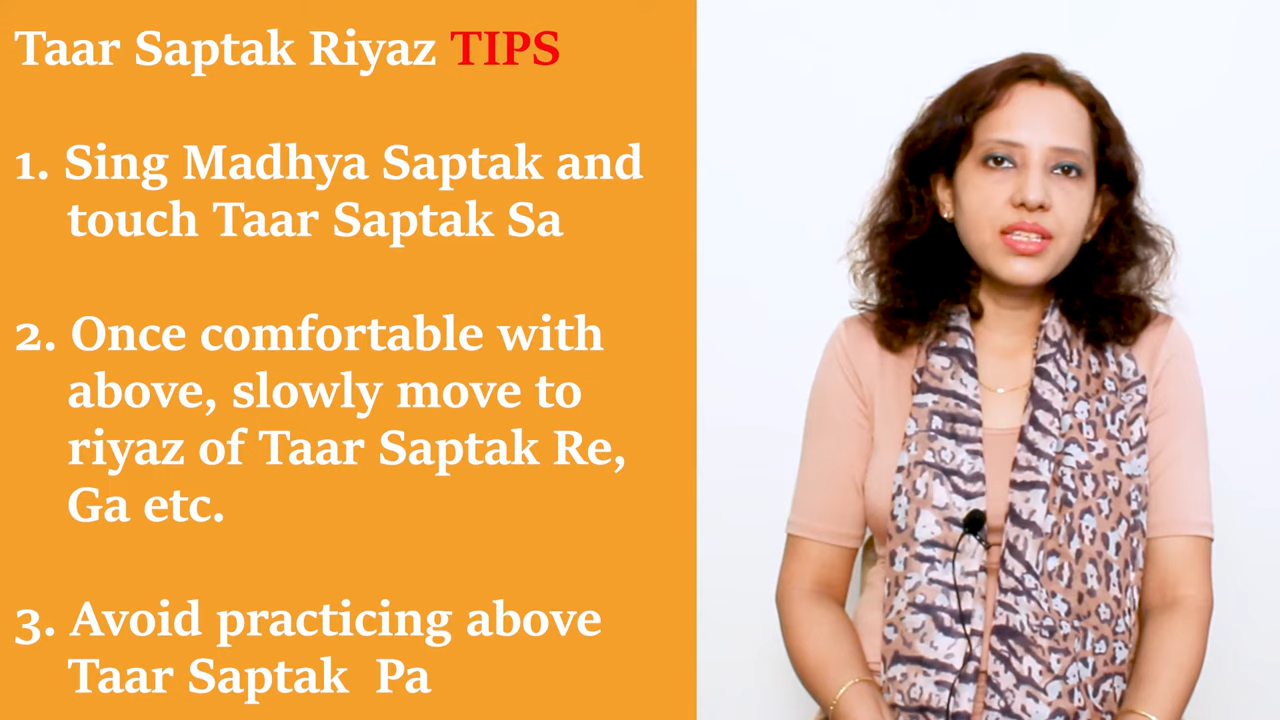 Taar Saptak Riyaz TIPS
1. Sing Madhya Saptak and
touch Taar Saptak Sa
2. Once comfortable with
above, slowly move to
riyaz of Taar Saptak Re,
Ga etc.
3. Avoid practicing above
Taar Saptak Pa